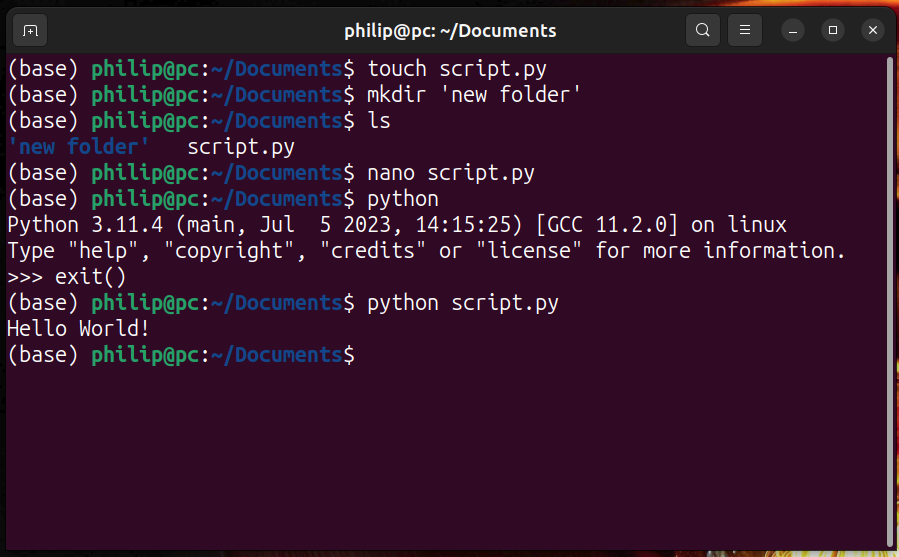 philip@pc: ~/Documents
(base) philip@pc:~/Documents$ touch script.py
(base) philip@pc:~/Documents$ mkdir 'new folder'
(base) philip@pc:~/Documents$ ls
'new folder'   script.py
(base) philip@pc:~/Documents$ nano script.py
(base) philip@pc:~/Documents$ python
Python 3.11.4 (main, Jul  5 2023, 14:15:25) [GCC 11.2.0] on linux
Type "help", "copyright", "credits" or "license" for more information.
>>> exit()
(base) philip@pc:~/Documents$ python script.py
Hello World!
(base) philip@pc:~/Documents$